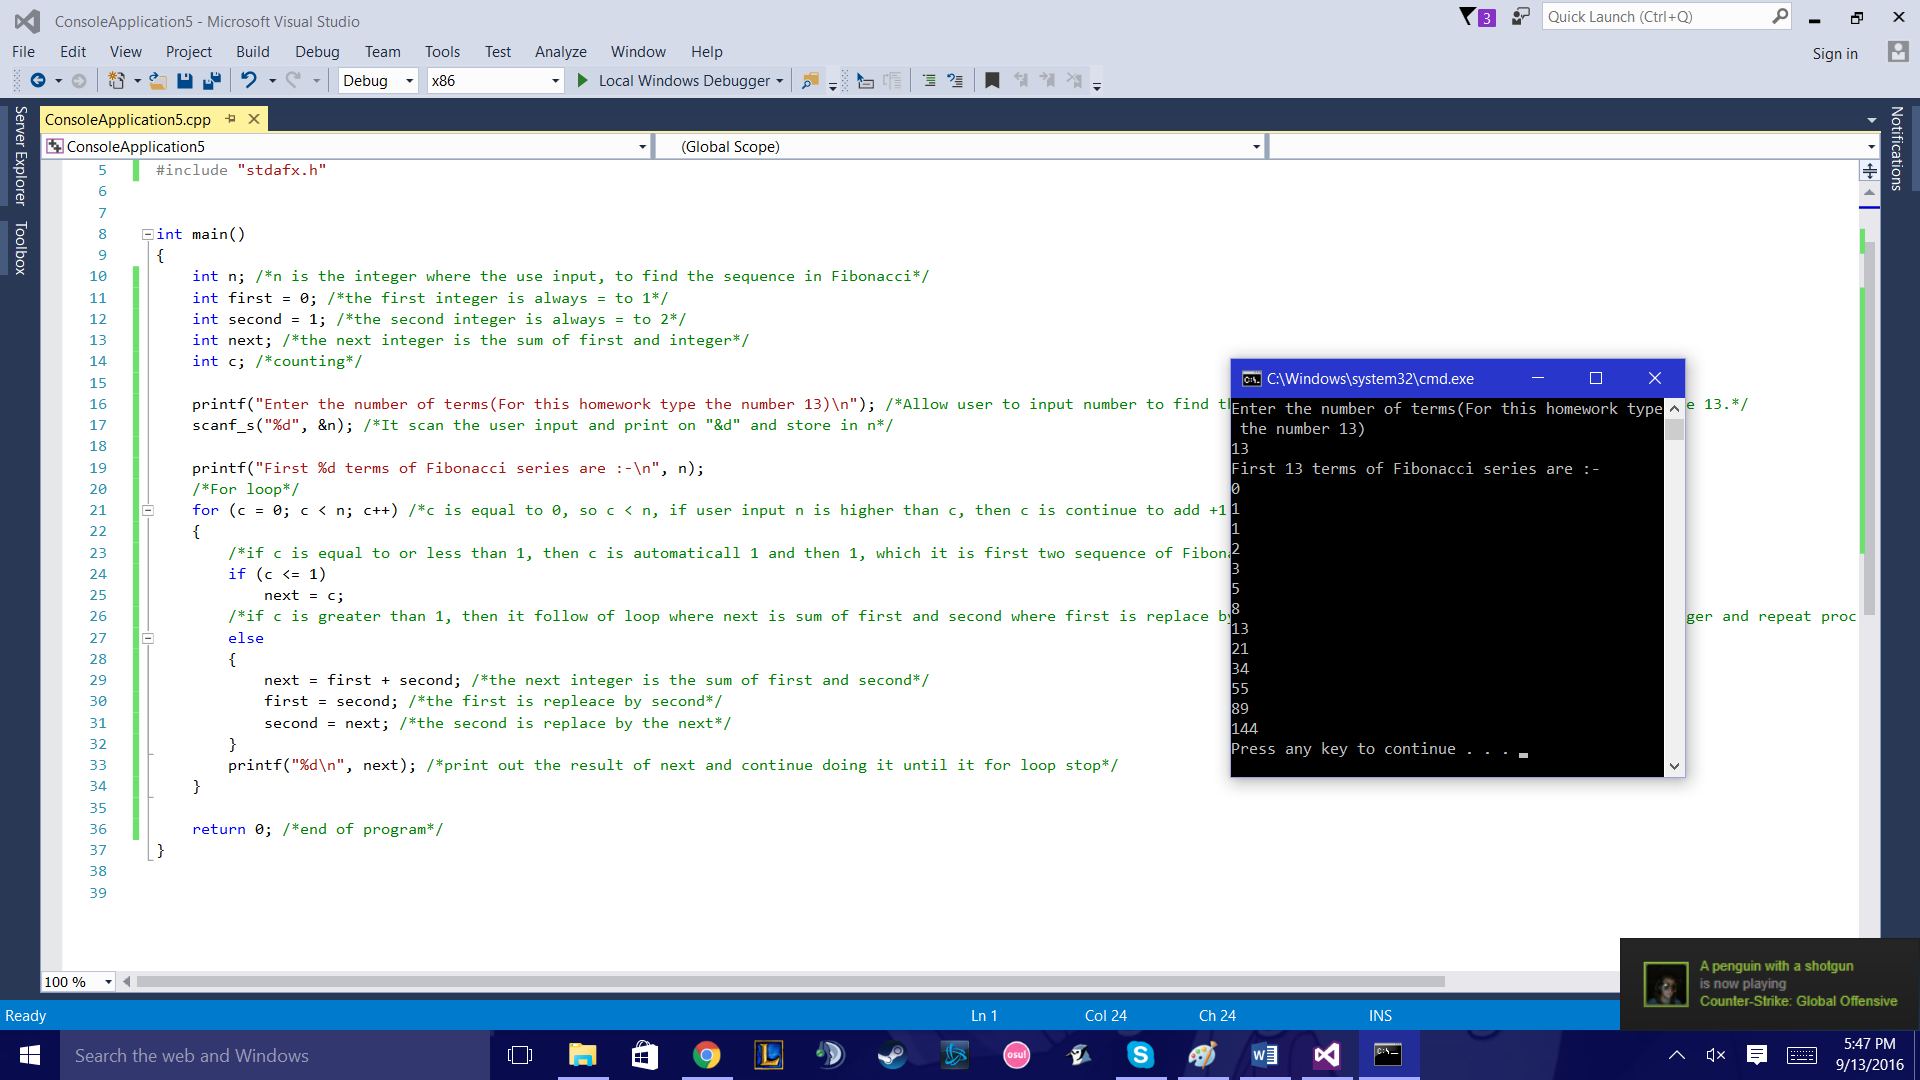 ConsoleApplication5 - Microsoft Visual Studio
3
Quick Launch (Ctrl+Q)
File Edit View Project Build Debug Team Tools Test Analyze Window Help
Sign in
Debug x86 Local Windows Debugger
Server Explorer
Toolbox
Notifications
ConsoleApplication5.cpp
ConsoleApplication5 (Global Scope)
5 #include "stdafx.h"
6
7
8 int main()
9 {
10 int n; /*n is the integer where the use input, to find the sequence in Fibonacci*/
11 int first = 0; /*the first integer is always = to 1*/
12 int second = 1; /*the second integer is always = to 2*/
13 int next; /*the next integer is the sum of first and integer*/
14 int c; /*counting*/
15
16 printf("Enter the number of terms(For this homework type the number 13)\n"); /*Allow user to input number to find e 13.*/
17 scanf_s("%d", &n); /*It scan the user input and print on "&d" and store in n*/
18
19 printf("First %d terms of Fibonacci series are :-\n", n);
20 /*For loop*/
21 for (c = 0; c < n; c++) /*c is equal to 0, so c < n, if user input n is higher than c, then c is continue to add +1
22 {
23 /*if c is equal to or less than 1, then c is automaticall 1 and then 1, which it is first two sequence of
24 if (c <= 1)
25 next = c;
26 /*if c is greater than 1, then it follow of loop where next is sum of first and second where first is replace by ger and repeat proc
27 else
28 {
29 next = first + second; /*the next integer is the sum of first and second*/
30 first = second; /*the first is repleace by second*/
31 second = next; /*the second is replace by the next*/
32 }
33 printf("%d\n", next); /*print out the result of next and continue doing it until it for loop stop*/
34 }
35
36 return 0; /*end of program*/
37 }
38
39
C:\Windows\system32\cmd.exe
Enter the number of terms(For this homework type
the number 13)
13
First 13 terms of Fibonacci series are :-
0
1
1
2
3
5
8
13
21
34
55
89
144
Press any key to continue . . .
100 %
A penguin with a shotgun
is now playing
Counter-Strike: Global Offensive
Ready Ln 1 Col 24 Ch 24 INS
Search the web and Windows
osu!
5:47 PM
9/13/2016